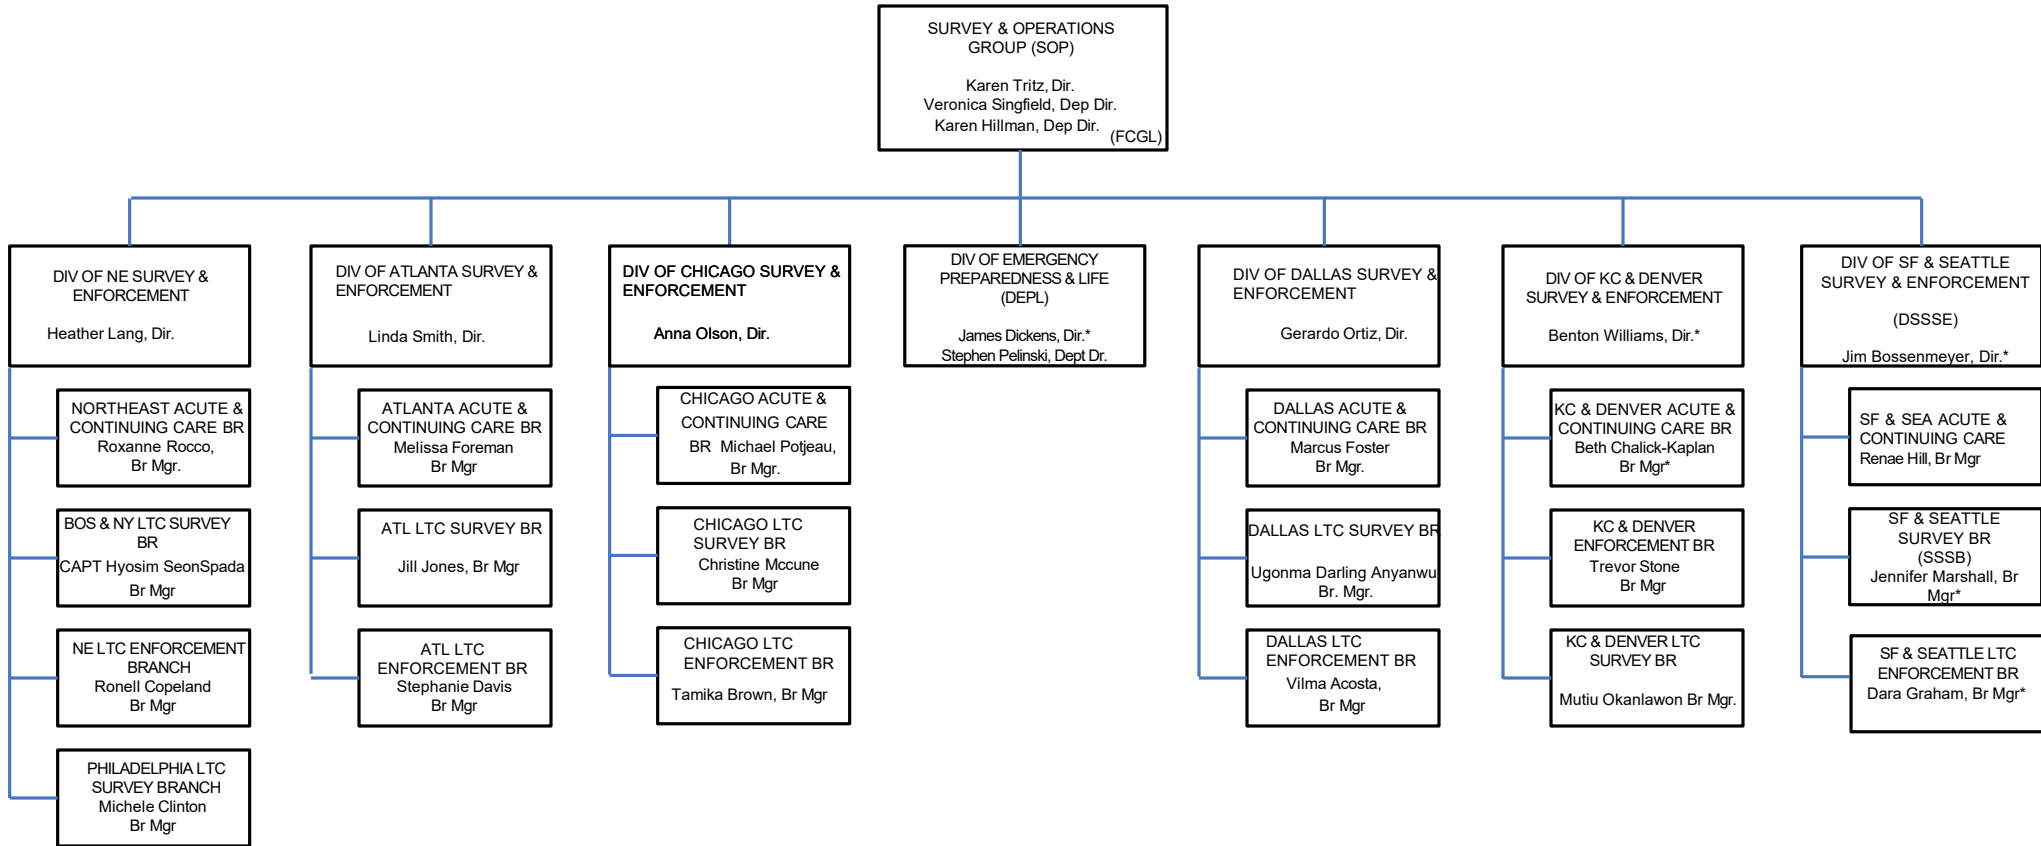 SURVEY & OPERATIONS
GROUP (SOP)
Karen Tritz, Dir.
Veronica Singfield, Dep Dir.
Karen Hillman, Dep Dir.
(FCGL)
DIV OF NE SURVEY &
ENFORCEMENT
Heather Lang, Dir.
DIV OF ATLANTA SURVEY &
ENFORCEMENT
Linda Smith, Dir.
DIV OF CHICAGO SURVEY &
ENFORCEMENT
Anna Olson, Dir.
DIV OF EMERGENCY
PREPAREDNESS & LIFE
(DEPL)
James Dickens, Dir.*
Stephen Pelinski, Dept Dr.
DIV OF DALLAS SURVEY &
ENFORCEMENT
Gerardo Ortiz, Dir.
DIV OF KC & DENVER
SURVEY & ENFORCEMENT
Benton Williams, Dir.*
DIV OF SF & SEATTLE
SURVEY & ENFORCEMENT
(DSSSE)
Jim Bossenmeyer, Dir.*
NORTHEAST ACUTE &
CONTINUING CARE BR
Roxanne Rocco,
Br Mgr.
BOS & NY LTC SURVEY
BR
CAPT Hyosim SeonSpada
Br Mgr
NE LTC ENFORCEMENT
BRANCH
Ronell Copeland
Br Mgr
PHILADELPHIA LTC
SURVEY BRANCH
Michele Clinton
Br Mgr
ATLANTA ACUTE &
CONTINUING CARE BR
Melissa Foreman
Br Mgr
ATL LTC SURVEY BR
Jill Jones, Br Mgr
ATL LTC
ENFORCEMENT BR
Stephanie Davis
Br Mgr
CHICAGO ACUTE &
CONTINUING CARE
BR Michael Potjeau,
Br Mgr.
CHICAGO LTC
SURVEY BR
Christine Mccune
Br Mgr
CHICAGO LTC
ENFORCEMENT BR
Tamika Brown, Br Mgr
DALLAS ACUTE &
CONTINUING CARE BR
Marcus Foster
Br Mgr.
DALLAS LTC SURVEY BR
Ugonma Darling Anyanwu
Br. Mgr.
DALLAS LTC
ENFORCEMENT BR
Vilma Acosta,
Br Mgr
KC & DENVER ACUTE &
CONTINUING CARE BR
Beth Chalick-Kaplan
Br Mgr*
KC & DENVER
ENFORCEMENT BR
Trevor Stone
Br Mgr
KC & DENVER LTC
SURVEY BR
Mutiu Okanlawon Br Mgr.
SF & SEA ACUTE &
CONTINUING CARE
Renae Hill, Br Mgr
SF & SEATTLE
SURVEY BR
(SSSB)
Jennifer Marshall, Br
Mgr*
SF & SEATTLE LTC
ENFORCEMENT BR
Dara Graham, Br Mgr*